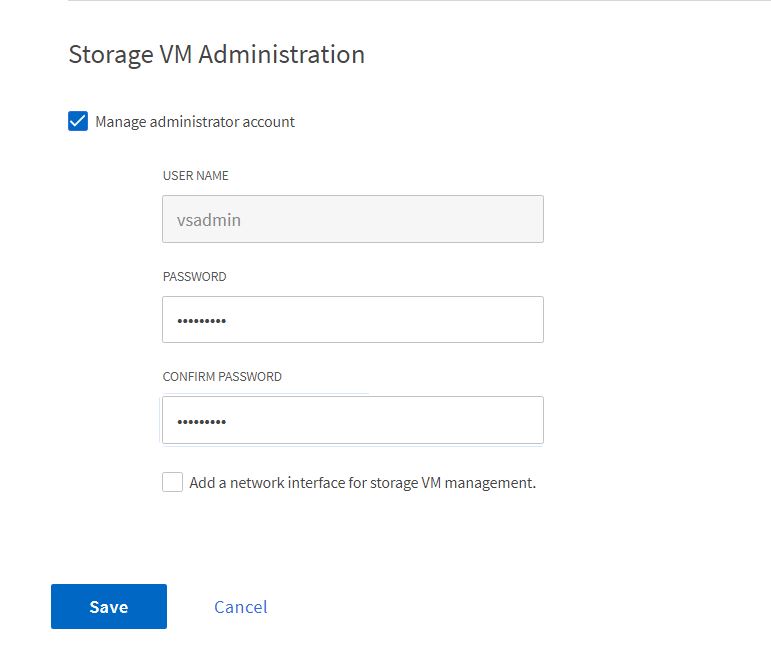 Storage VM Administration
Manage administrator account
USER NAME
vsadmin
PASSWORD
•••••••••
CONFIRM PASSWORD
•••••••••
Add a network interface for storage VM management.
Save Cancel